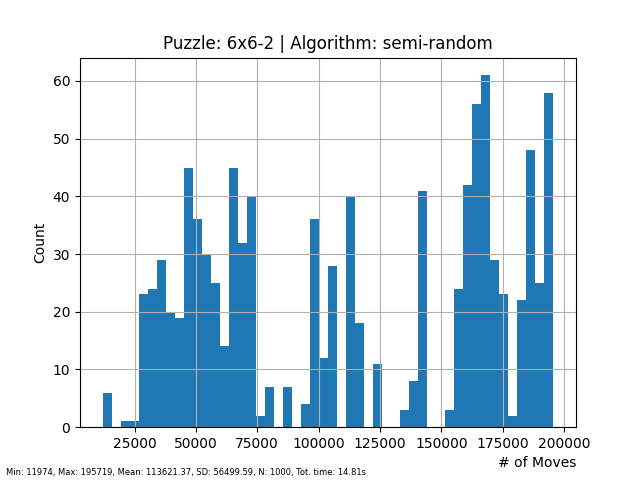 Puzzle: 6x6-2 | Algorithm: semi-random
60
50
40
30
20
10
0
Count
25000 50000 75000 100000 125000 150000 175000 200000
# of Moves
Min: 11974, Max: 195719, Mean: 113621.37, SD: 56499.59, N: 1000, Tot. time: 14.81s